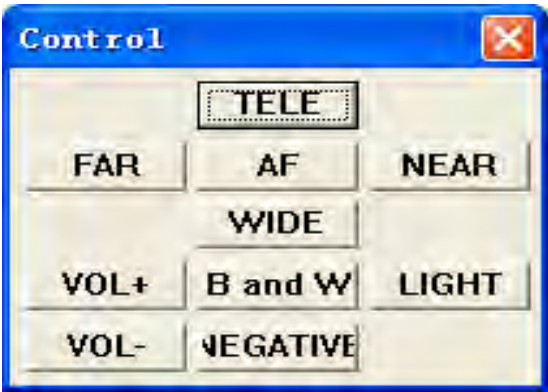 Control
TELE
FAR AF NEAR
WIDE
VOL+ B and W LIGHT
VOL- NEGATIVE